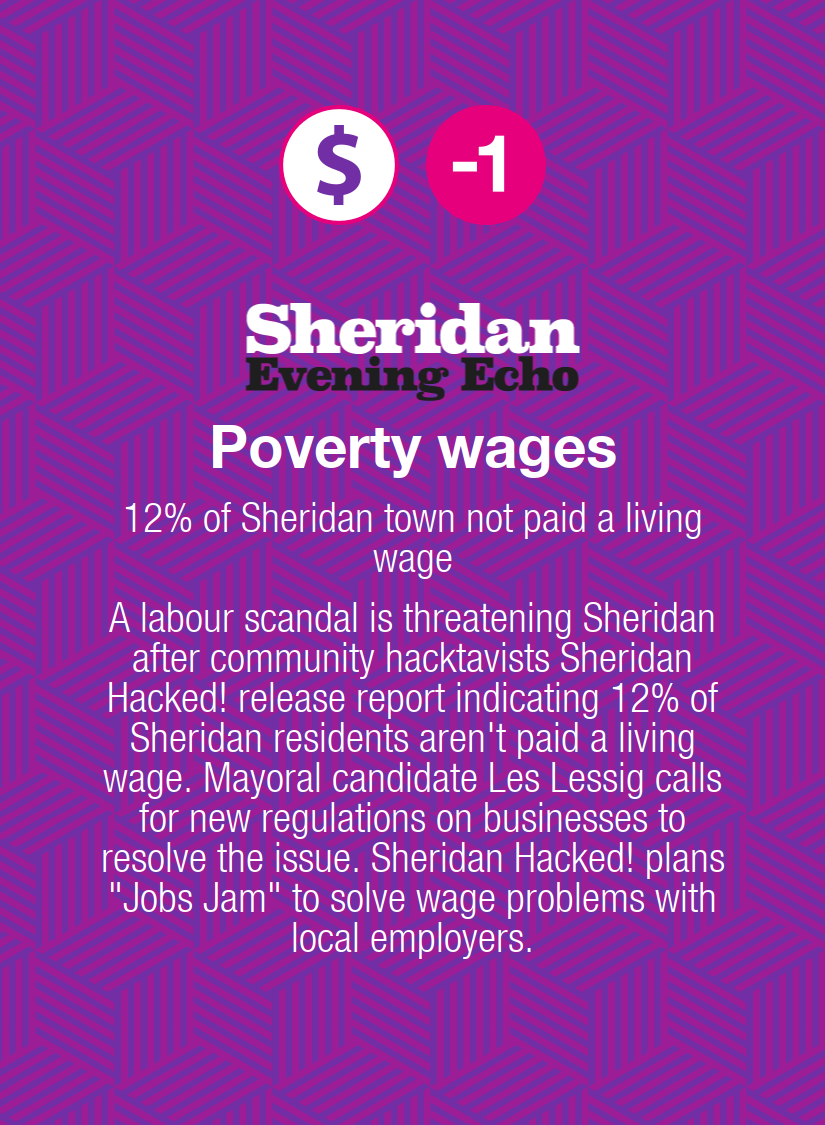 $ -1
Sheridan
Evening Echo
Poverty wages
12% of Sheridan town not paid a living
wage
A labour scandal is threatening Sheridan
after community hacktavists Sheridan
Hacked! release report indicating 12% of
Sheridan residents aren't paid a living
wage. Mayoral candidate Les Lessig calls
for new regulations on businesses to
resolve the issue. Sheridan Hacked! plans
"Jobs Jam" to solve wage problems with
local employers.